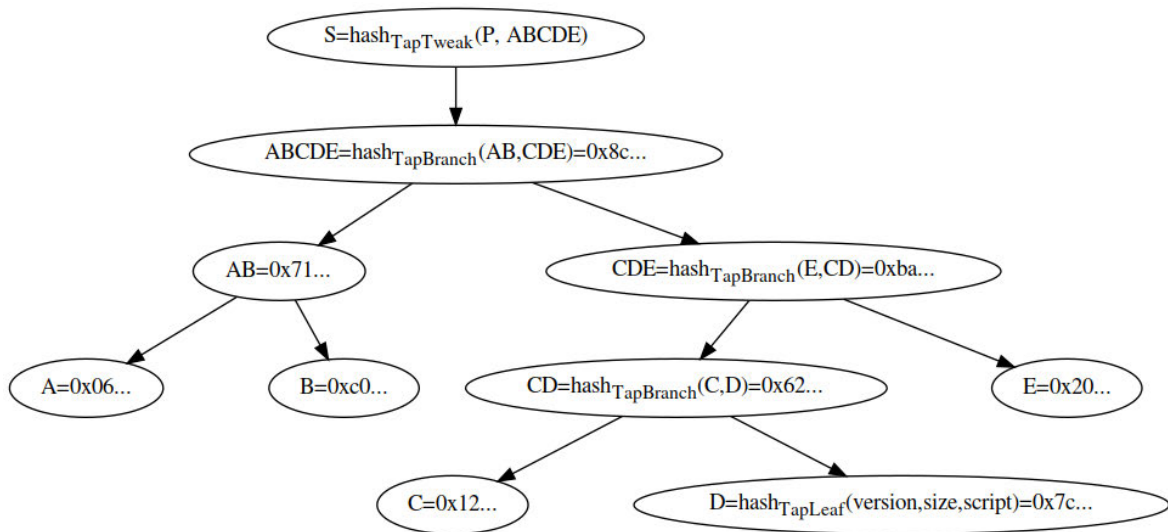 S=hashTapTweak(P, ABCDE)
ABCDE=hashTapBranch(AB,CDE)=0x8c...
AB=0x71...
CDE=hashTapBranch(E,CD)=0xba...
A=0x06...
B=0xc0...
CD=hashTapBranch(C,D)=0x62...
E=0x20...
C=0x12...
D=hashTapLeaf(version,size,script)=0x7c...